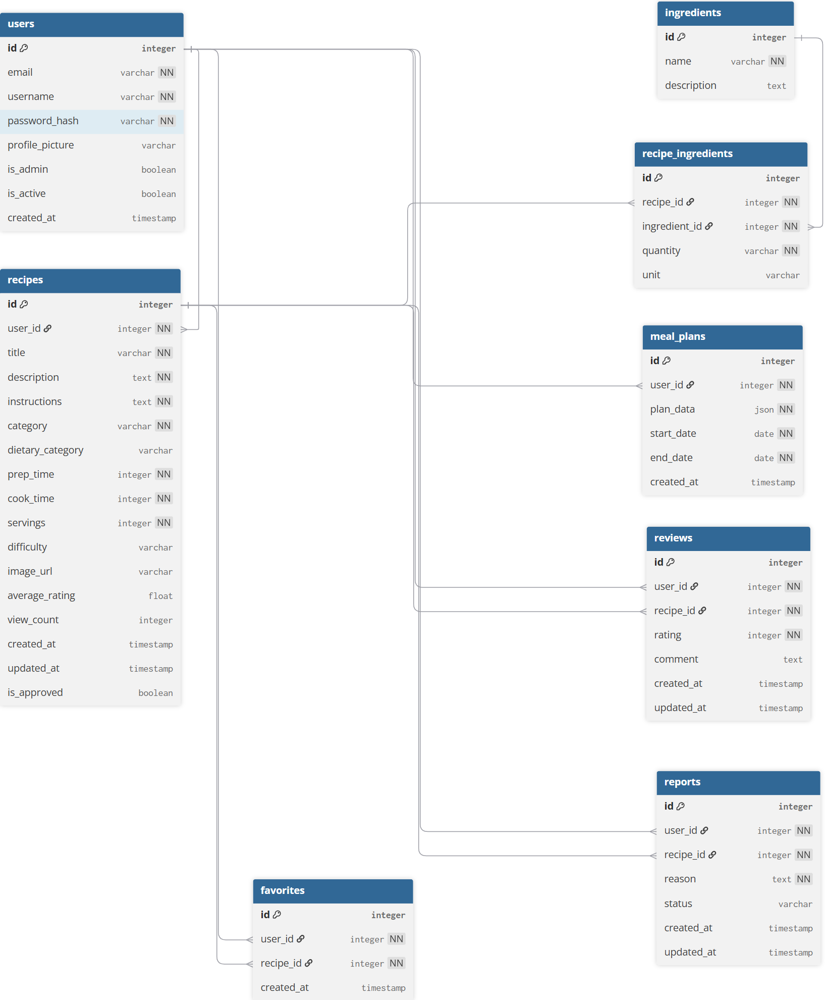 users
id integer
email varchar NN
username varchar NN
password_hash varchar NN
profile_picture varchar
is_admin boolean
is_active boolean
created_at timestamp
recipes
id integer
user_id integer NN
title varchar NN
description text NN
instructions text NN
category varchar NN
dietary_category varchar
prep_time integer NN
cook_time integer NN
servings integer NN
difficulty varchar
image_url varchar
average_rating float
view_count integer
created_at timestamp
updated_at timestamp
is_approved boolean
favorites
id integer
user_id integer NN
recipe_id integer NN
created_at timestamp
ingredients
id integer
name varchar NN
description text
recipe_ingredients
id integer
recipe_id integer NN
ingredient_id integer NN
quantity varchar NN
unit varchar
meal_plans
id integer
user_id integer NN
plan_data json NN
start_date date NN
end_date date NN
created_at timestamp
reviews
id integer
user_id integer NN
recipe_id integer NN
rating integer NN
comment text
created_at timestamp
updated_at timestamp
reports
id integer
user_id integer NN
recipe_id integer NN
reason text NN
status varchar
created_at timestamp
updated_at timestamp